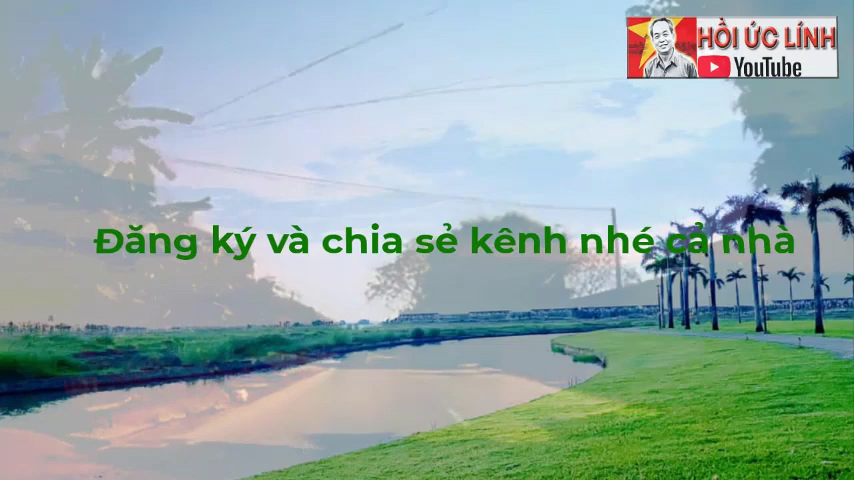 HỒI ỨC LÍNH
YouTube
Đăng ký và chia sẻ kênh nhé cả nhà